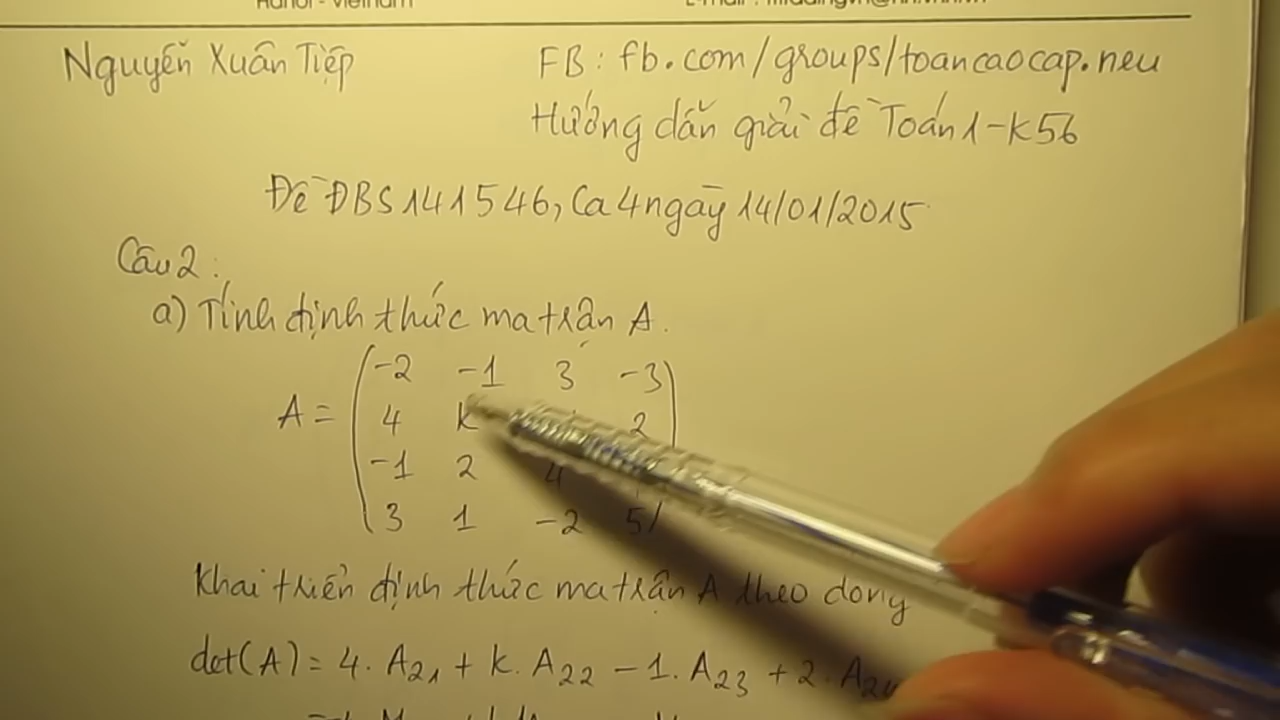 Hanoi - Vietnam
Nguyễn Xuân Tiệp
FB: fb.com/groups/toancaocap.neu
Hướng dẫn giải đề Toán 1-K56
Đề ĐBS141546, Ca 4 ngày 14/01/2015
Câu 2:
a) Tính định thức ma trận A.
-2 -1 3 -3
A = 4 k 2
-1 2 4
3 1 -2 5
Khai triển định thức ma trận A theo dòng
det(A) = 4. A21 + k. A22 - 1. A23 + 2. A24